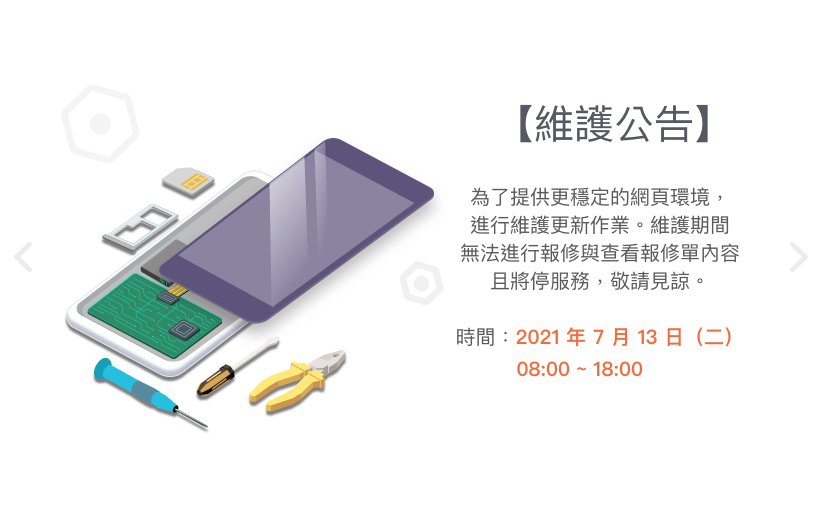 【維護公告】
為了提供更穩定的網頁環境，
進行維護更新作業。維護期間
無法進行報修與查看報修單內容
且將停服務，敬請見諒。
時間：2021 年 7 月 13 日（二）
08:00 ~ 18:00